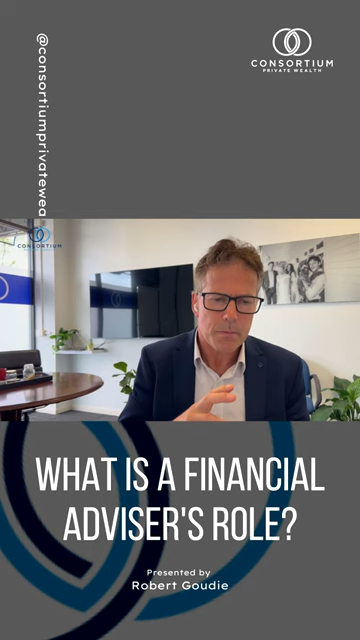 @consortiumprivatewea
CONSORTIUM
PRIVATE WEALTH
CONSORTIUM
WHAT IS A FINANCIAL
ADVISER'S ROLE?
Presented by
Robert Goudie